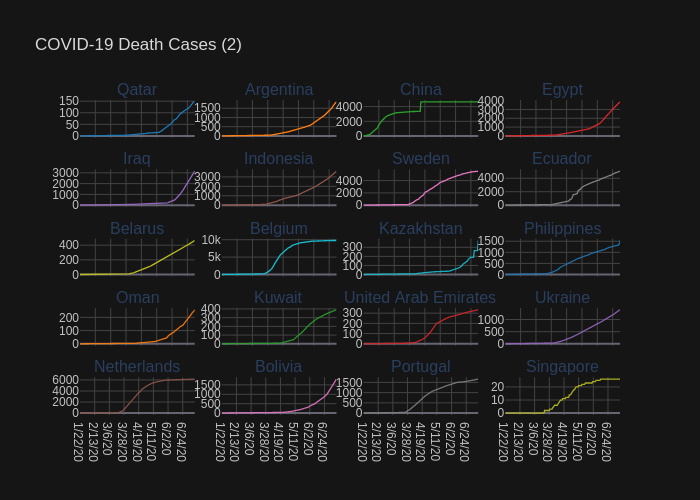 COVID-19 Death Cases (2)
Qatar Argentina China Egypt
150 100 50 0
1500 1000 500 0
4000 2000 0
4000 3000 2000 1000 0
Iraq Indonesia Sweden Ecuador
3000 2000 1000 0
3000 2000 1000 0
4000 2000 0
4000 2000 0
Belarus Belgium Kazakhstan Philippines
400 200 0
10k 5k 0
300 200 100 0
1500 1000 500 0
Oman Kuwait United Arab Emirates Ukraine
200 100 0
400 300 200 100 0
300 200 100 0
1000 500 0
Netherlands Bolivia Portugal Singapore
6000 4000 2000 0
1500 1000 500 0
1500 1000 500 0
20 10 0
1/22/20 2/13/20 3/6/20 3/28/20 4/19/20 5/11/20 6/2/20 6/24/20
1/22/20 2/13/20 3/6/20 3/28/20 4/19/20 5/11/20 6/2/20 6/24/20
1/22/20 2/13/20 3/6/20 3/28/20 4/19/20 5/11/20 6/2/20 6/24/20
1/22/20 2/13/20 3/6/20 3/28/20 4/19/20 5/11/20 6/2/20 6/24/20